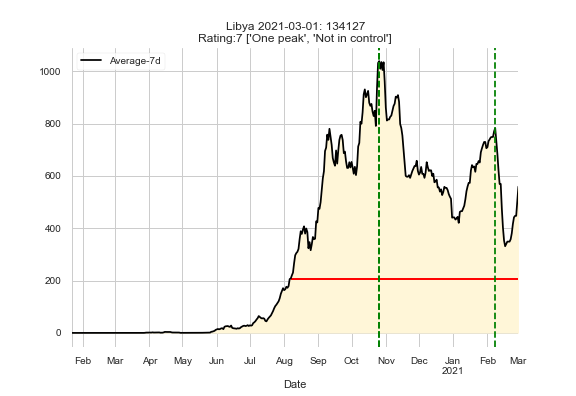 Libya 2021-03-01: 134127
Rating:7 ['One peak', 'Not in control']
Average-7d
1000
800
600
400
200
0
Feb Mar Apr May Jun Jul Aug Sep Oct Nov Dec Jan Feb Mar
2021
Date